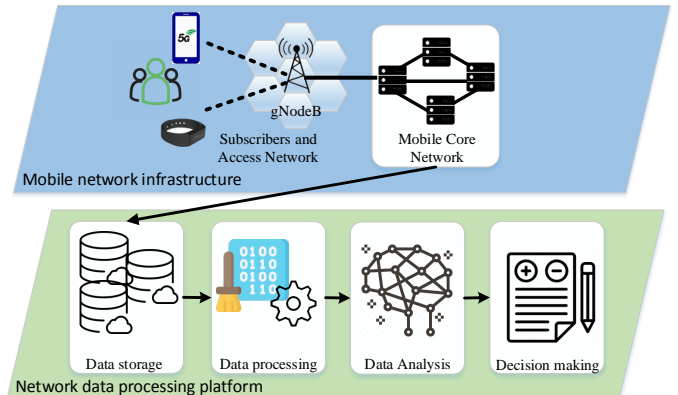 5G
gNodeB
Subscribers and
Access Network
Mobile Core
Network
Mobile network infrastructure
0100
0110
0100
110
Data storage
Data processing
Data Analysis
Decision making
Network data processing platform